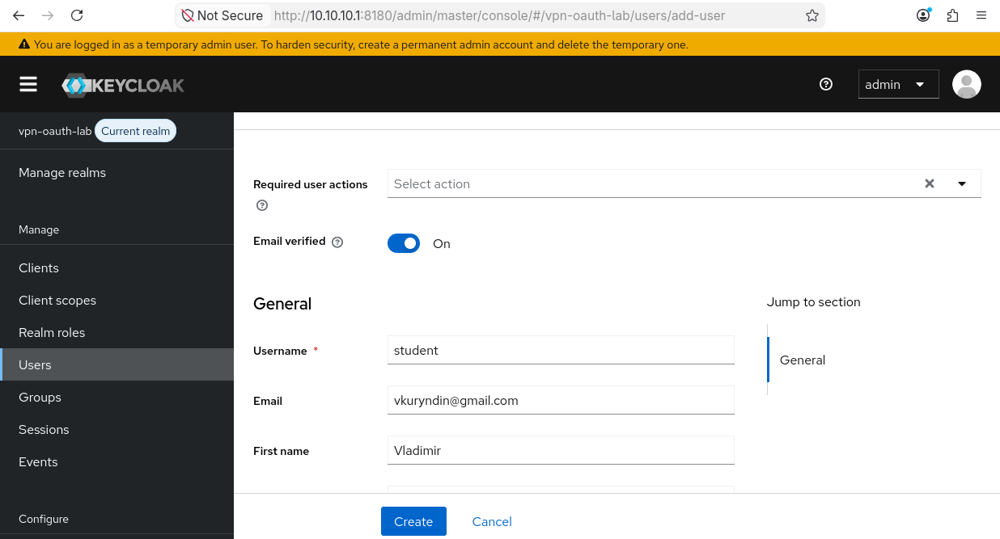 Not Secure http://10.10.10.1:8180/admin/master/console/#/vpn-oauth-lab/users/add-user
You are logged in as a temporary admin user. To harden security, create a permanent admin account and delete the temporary one.
KEYCLOAK
admin
vpn-oauth-lab Current realm
Manage realms
Manage
Clients
Client scopes
Realm roles
Users
Groups
Sessions
Events
Configure
Required user actions Select action
Email verified On
General
Jump to section
General
Username * student
Email vkuryndin@gmail.com
First name Vladimir
Create Cancel